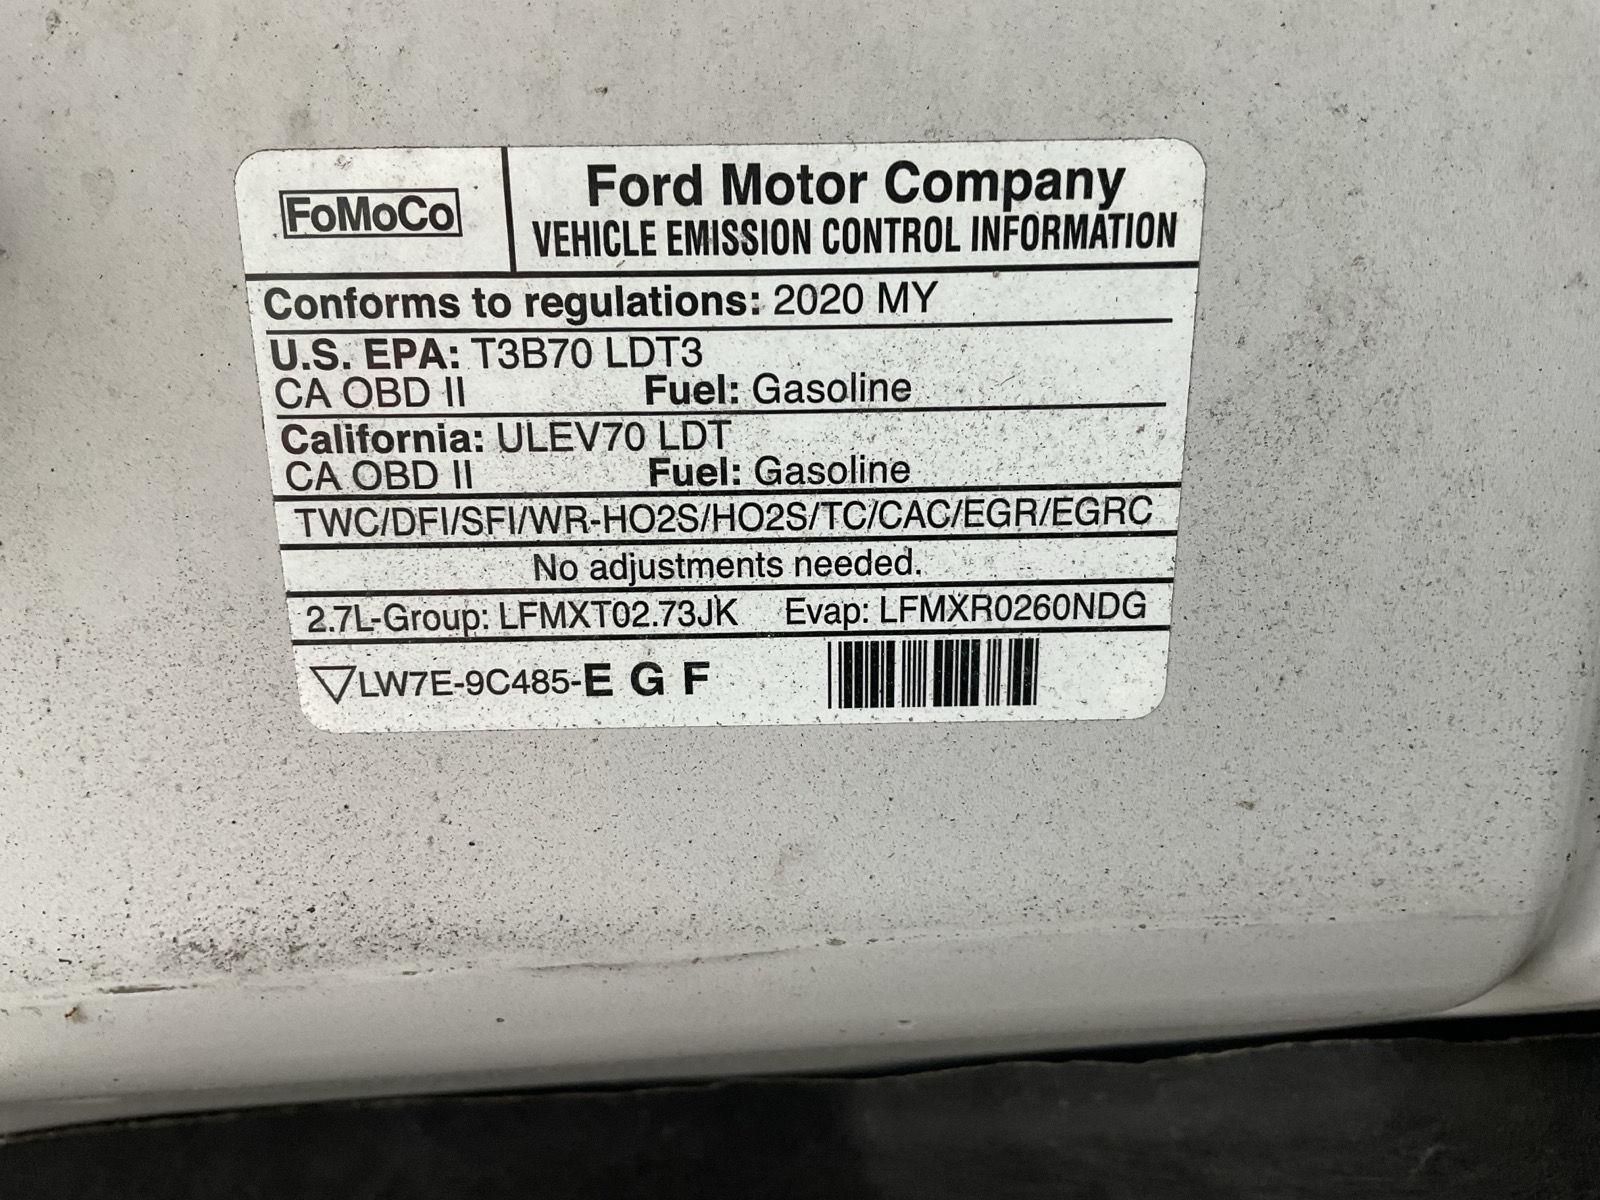 FoMoCo
Ford Motor Company
VEHICLE EMISSION CONTROL INFORMATION
Conforms to regulations: 2020 MY
U.S. EPA: T3B70 LDT3
CA OBD II Fuel: Gasoline
California: ULEV70 LDT
CA OBD II Fuel: Gasoline
TWC/DFI/SFI/WR-HO2S/HO2S/TC/CAC/EGR/EGRC
No adjustments needed.
2.7L-Group: LFMXT02.73JK Evap: LFMXR0260NDG
LW7E-9C485-E G F